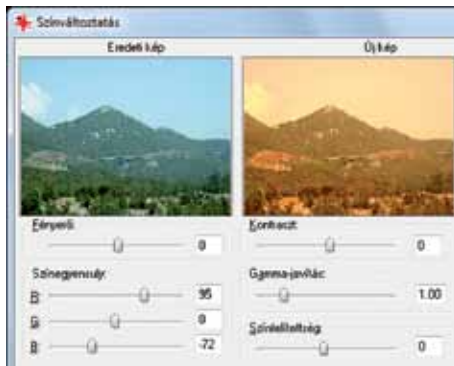 Színváltoztatás
Eredeti kép
Új kép
Fényerő:
0
Kontraszt:
0
Színegyensúly:
R:
95
G:
0
B:
-72
Gamma-javítás:
1.00
Színtelítettség:
0